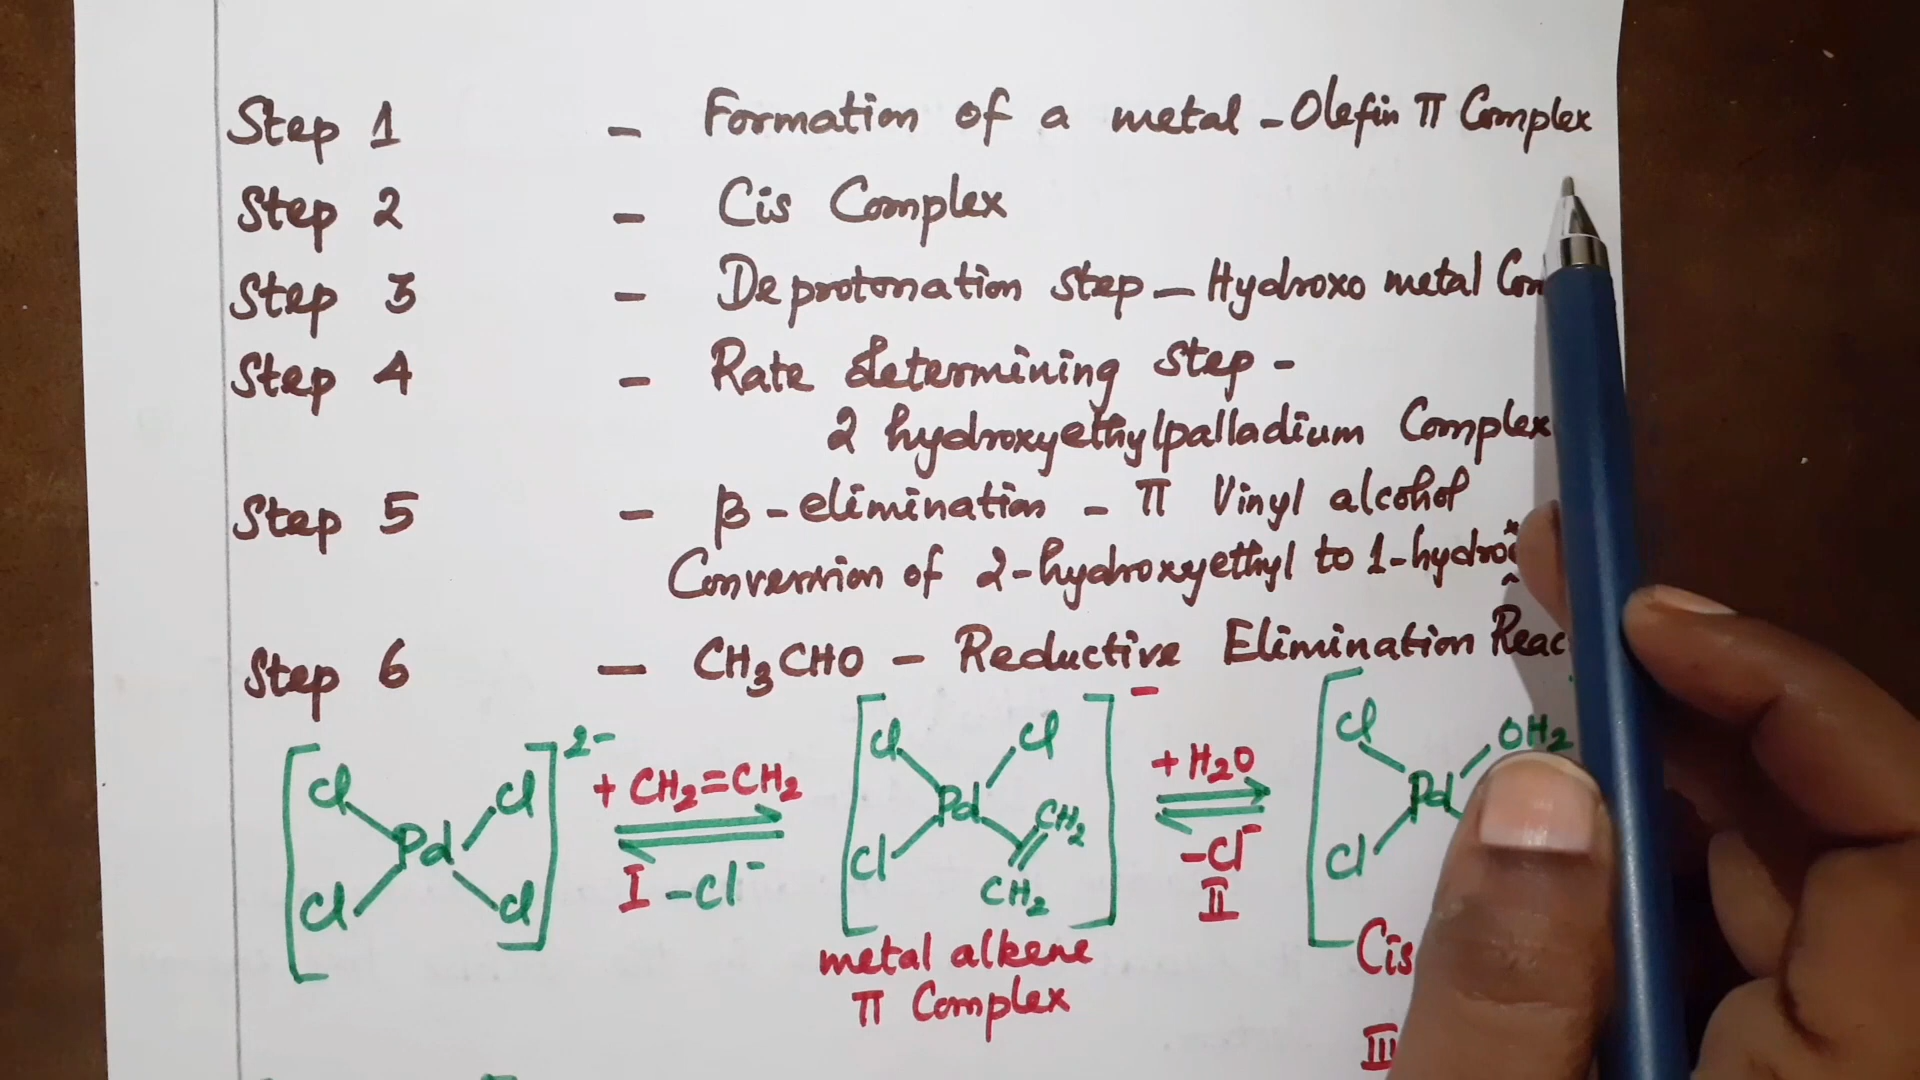 Step 1 - Formation of a metal - Olefin π Complex
Step 2 - Cis Complex
Step 3 - Deprotonation step - Hydroxo metal
Step 4 - Rate determining step -
2 hydroxyethylpalladium Complex
Step 5 - β - elimination - π Vinyl alcohol
Conversion of 2-hydroxyethyl to 1-hydro
Step 6 - CH3CHO - Reductive Elimination
[Cl Cl Pd Cl Cl]2- + CH2=CH2 I -Cl- [Cl Cl Pd CH2 Cl CH2]- + H2O -Cl- II [Cl OH2 Pd Cl
metal alkene Cis
π Complex
III